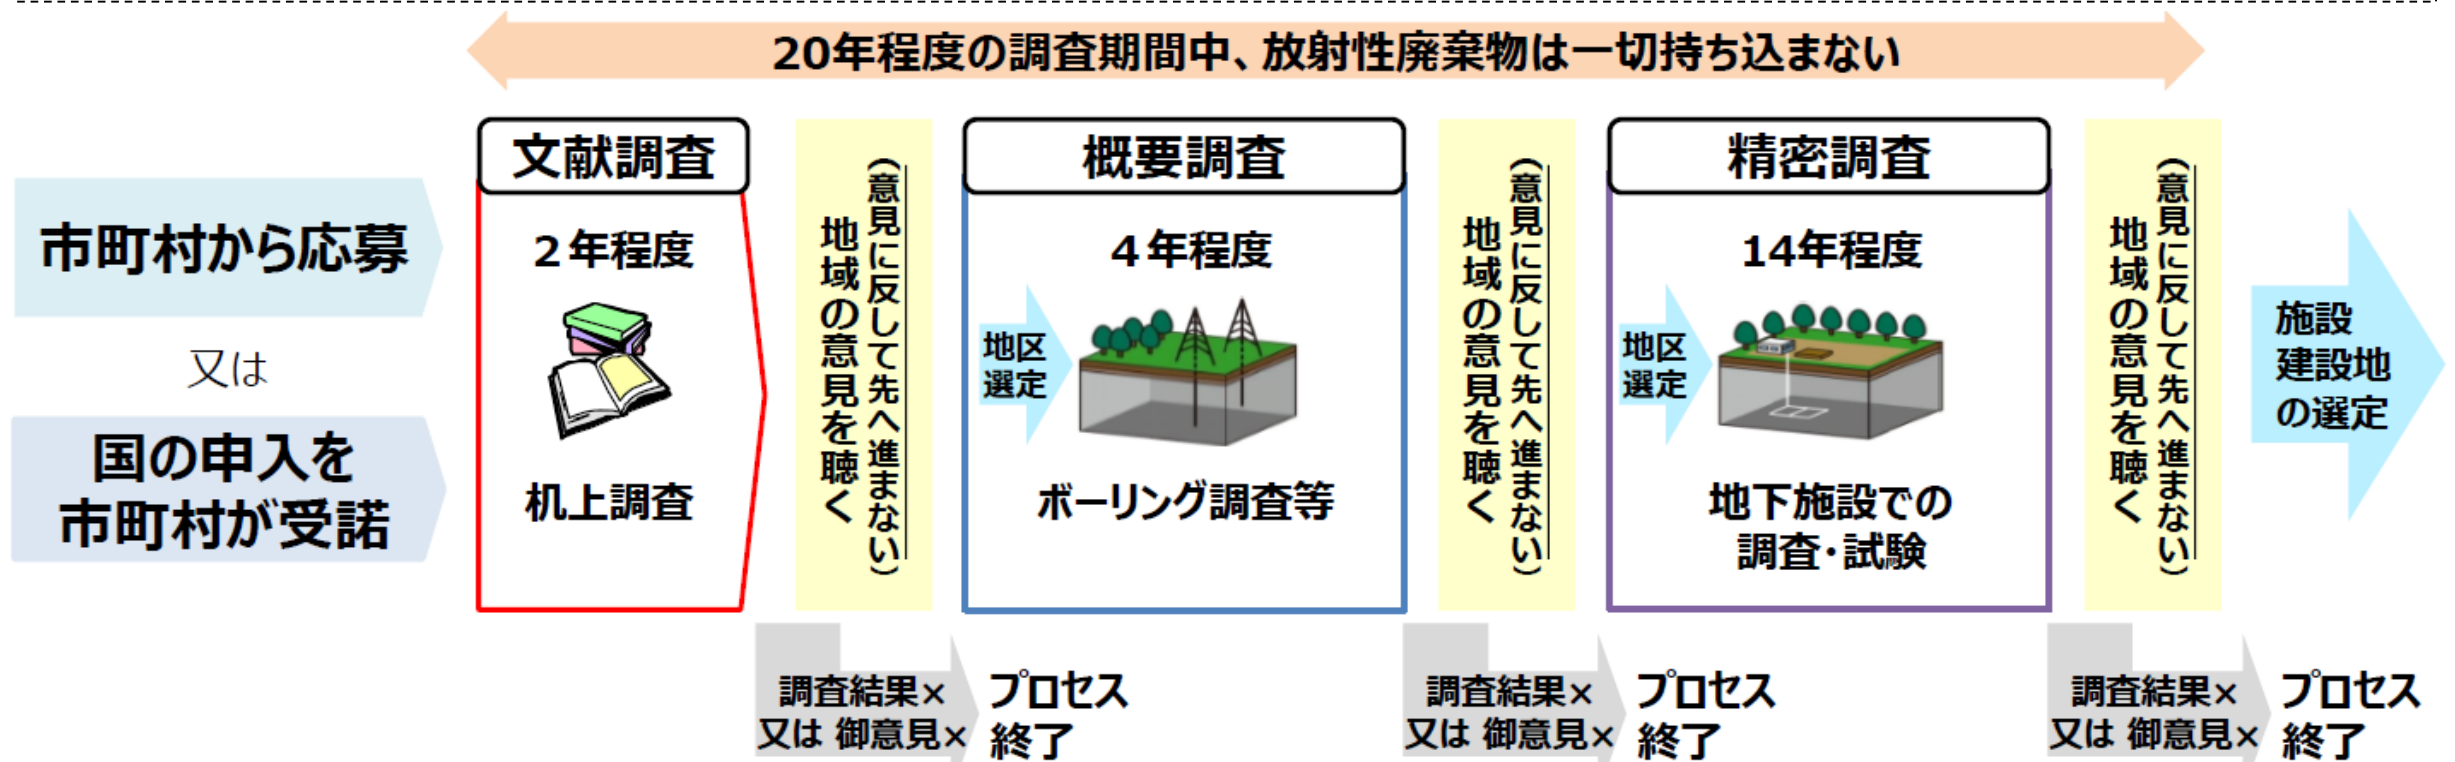 20年程度の調査期間中、放射性廃棄物は一切持ち込まない
市町村から応募
又は
国の申入を
市町村が受諾
文献調査
2年程度
机上調査
(意見に反して先へ進まない)
地域の意見を聴く
調査結果×
又は 御意見×
プロセス
終了
概要調査
4年程度
地区
選定
ボーリング調査等
(意見に反して先へ進まない)
地域の意見を聴く
調査結果×
又は 御意見×
プロセス
終了
精密調査
14年程度
地区
選定
地下施設での
調査・試験
(意見に反して先へ進まない)
地域の意見を聴く
調査結果×
又は 御意見×
プロセス
終了
施設
建設地
の選定